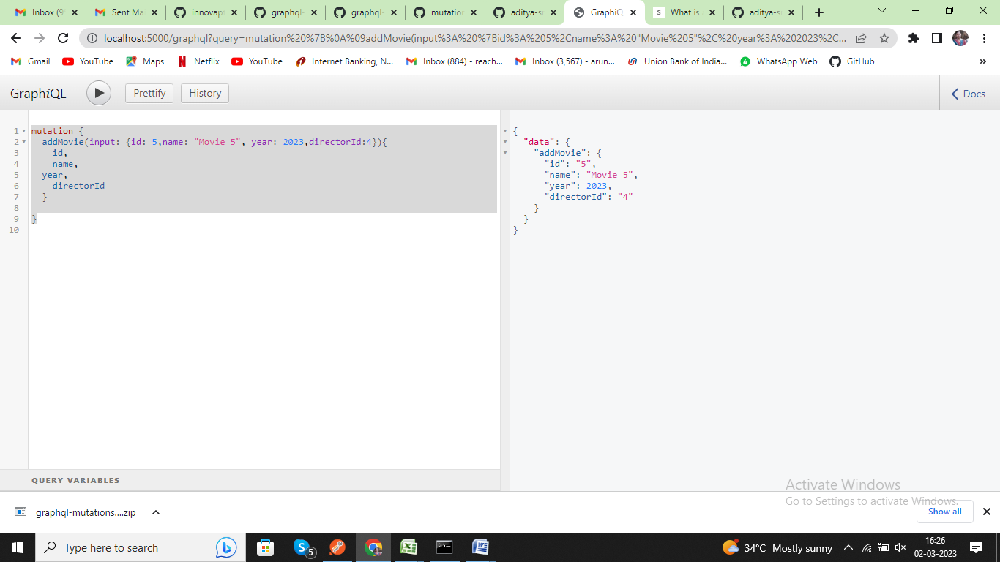 Inbox (9
Sent Ma
innovap
graphql-
graphql-
mutation
aditya-s
GraphiQ
What is
aditya-s
localhost:5000/graphql?query=mutation%20%7B%0A%09addMovie(input%3A%20%7Bid%3A%205%2Cname%3A%20"Movie%205"%2C%20year%3A%202023%2C...
Gmail
YouTube
Maps
Netflix
YouTube
Internet Banking, N...
Inbox (884) - reach...
Inbox (3,567) - arun...
Union Bank of India...
WhatsApp Web
GitHub
»
GraphiQL
Prettify
History
Docs
1 mutation {
2 addMovie(input: {id: 5,name: "Movie 5", year: 2023,directorId:4}){
3 id,
4 name,
5 year,
6 directorId
7 }
8
9 }
10
{
"data": {
"addMovie": {
"id": "5",
"name": "Movie 5",
"year": 2023,
"directorId": "4"
}
}
}
QUERY VARIABLES
Activate Windows
Go to Settings to activate Windows.
graphql-mutations....zip
Show all
Type here to search
5
34°C Mostly sunny
16:26
02-03-2023